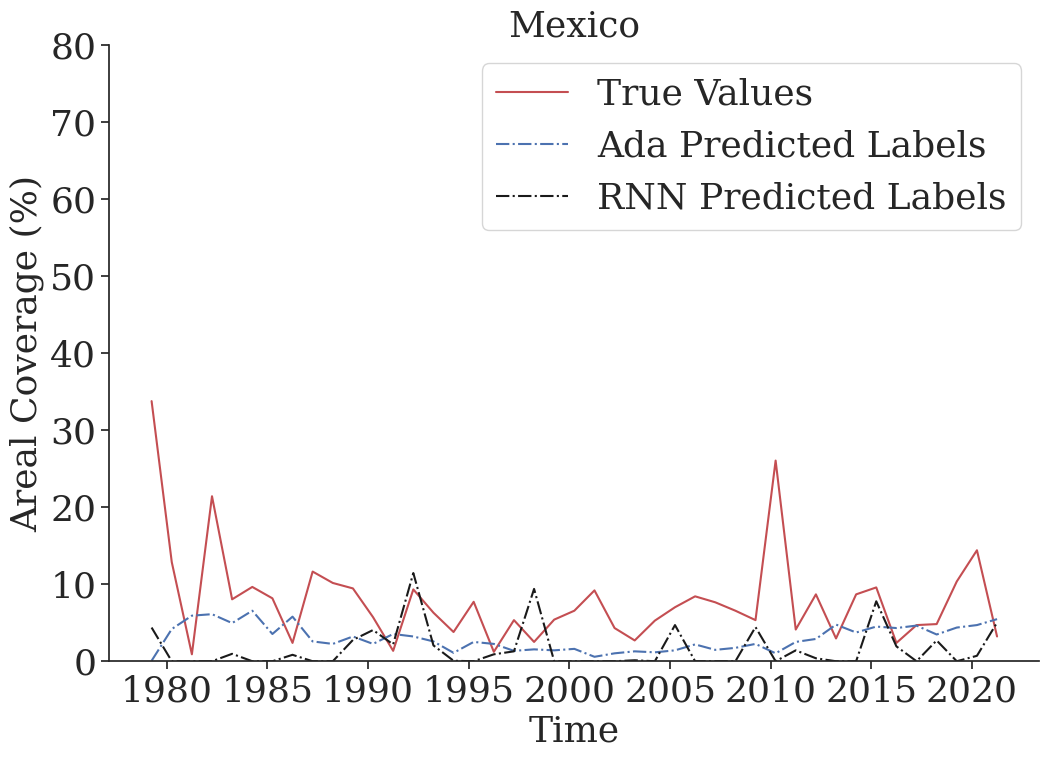 Mexico
80
70
60
50
40
30
20
10
0
Areal Coverage (%)
True Values
Ada Predicted Labels
RNN Predicted Labels
1980 1985 1990 1995 2000 2005 2010 2015 2020
Time